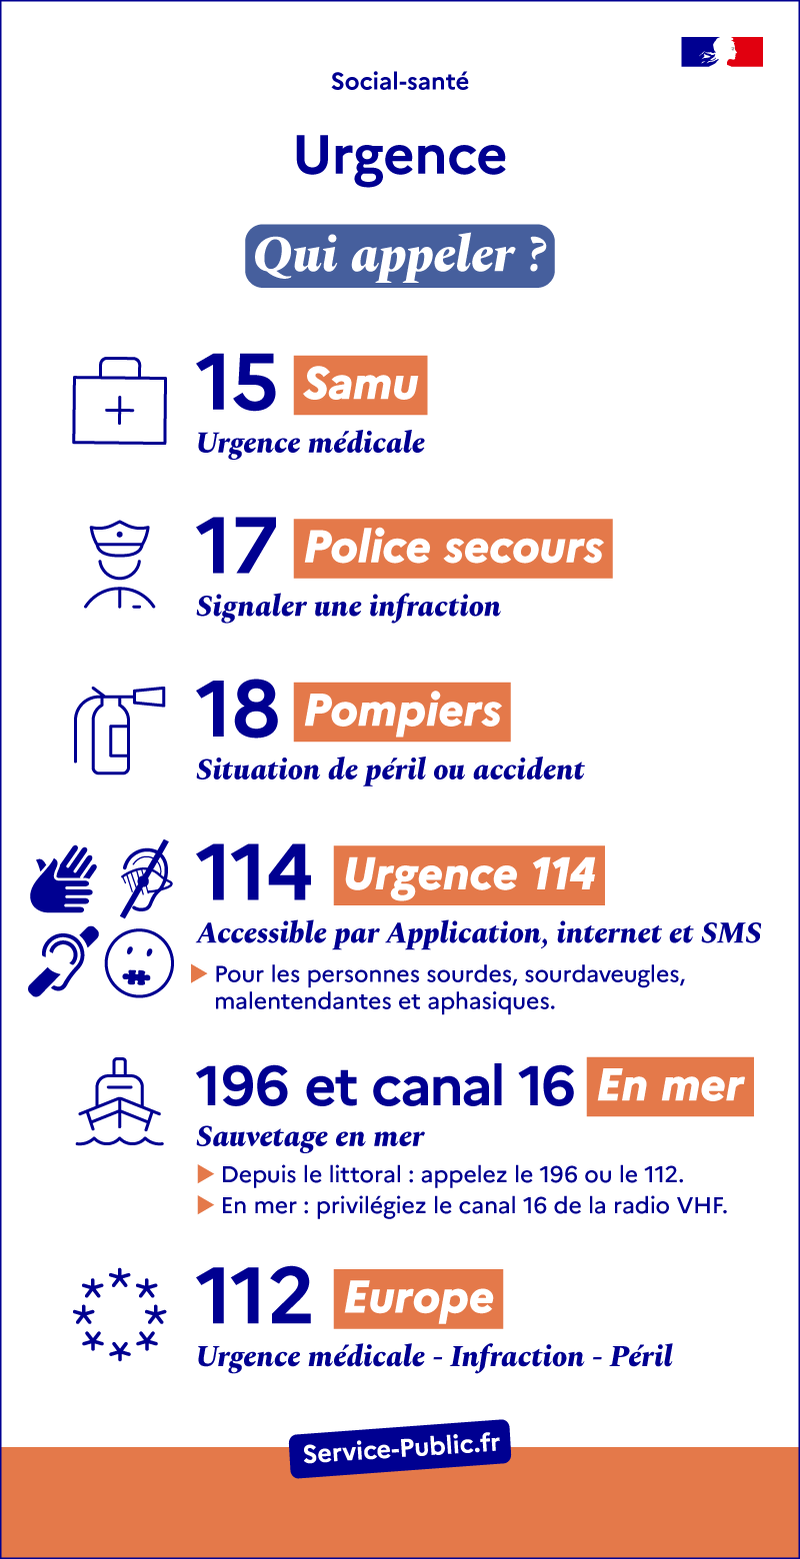 Social-santé
Urgence
Qui appeler ?
15 Samu
Urgence médicale
17 Police secours
Signaler une infraction
18 Pompiers
Situation de péril ou accident
114 Urgence 114
Accessible par Application, internet et SMS
Pour les personnes sourdes, sourdaveugles,
malentendantes et aphasiques.
196 et canal 16 En mer
Sauvetage en mer
Depuis le littoral : appelez le 196 ou le 112.
En mer : privilégiez le canal 16 de la radio VHF.
112 Europe
Urgence médicale - Infraction - Péril
Service-Public.fr